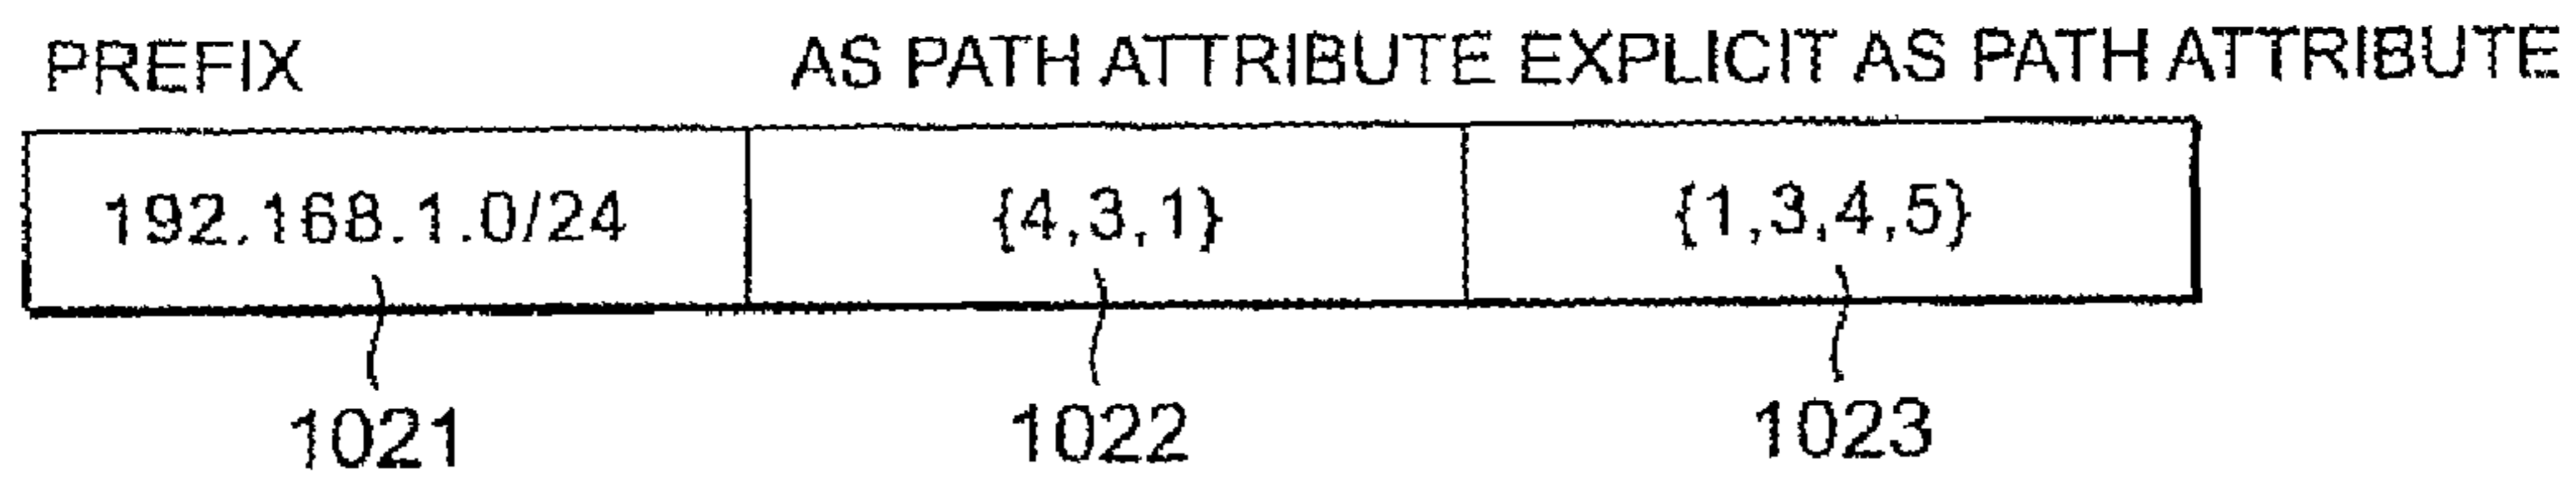 PREFIX AS PATH ATTRIBUTE EXPLICIT AS PATH ATTRIBUTE
192.168.1.0/24 {4,3,1} {1,3,4,5}
1021 1022 1023